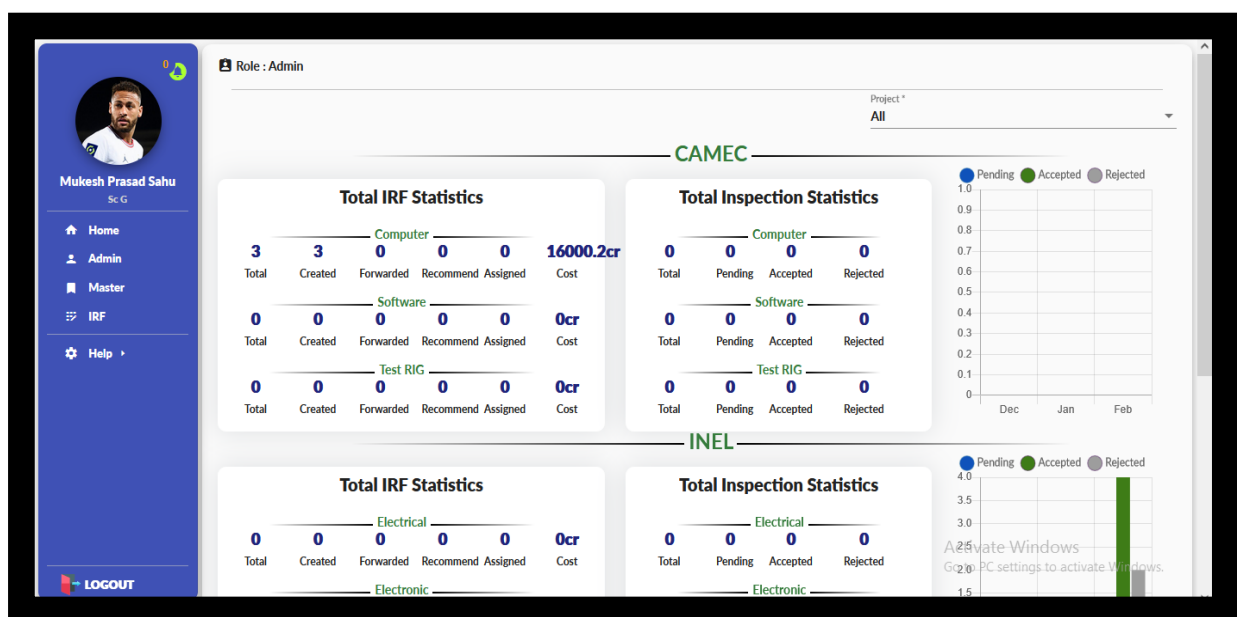 0
Role : Admin
Project *
All
Mukesh Prasad Sahu
Sc G
Home
Admin
Master
IRF
Help
LOGOUT
CAMEC
Total IRF Statistics
Computer
3 3 0 0 0 16000.2cr
Total Created Forwarded Recommend Assigned Cost
Software
0 0 0 0 0 0cr
Total Created Forwarded Recommend Assigned Cost
Test RIG
0 0 0 0 0 0cr
Total Created Forwarded Recommend Assigned Cost
Total Inspection Statistics
Computer
0 0 0 0
Total Pending Accepted Rejected
Software
0 0 0 0
Total Pending Accepted Rejected
Test RIG
0 0 0 0
Total Pending Accepted Rejected
Pending Accepted Rejected
1.0
0.9
0.8
0.7
0.6
0.5
0.4
0.3
0.2
0.1
0
Dec Jan Feb
INEL
Total IRF Statistics
Electrical
0 0 0 0 0 0cr
Total Created Forwarded Recommend Assigned Cost
Electronic
Total Inspection Statistics
Electrical
0 0 0 0
Total Pending Accepted Rejected
Electronic
Pending Accepted Rejected
4.0
3.5
3.0
2.5
2.0
1.5
Activate Windows
Go to PC settings to activate Windows.